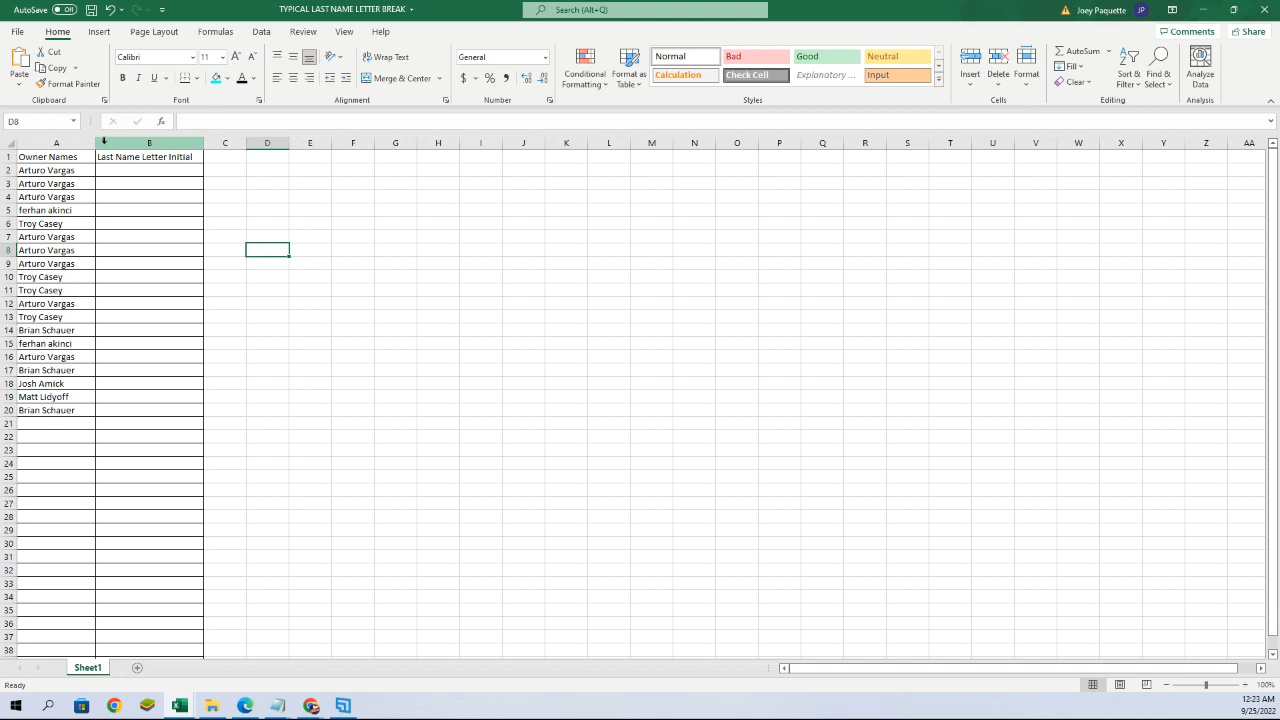 AutoSave Off TYPICAL LAST NAME LETTER BREAK Search (Alt+Q) Joey Paquette JP
File Home Insert Page Layout Formulas Data Review View Help Comments Share
Paste Cut Copy Format Painter Clipboard
Calibri 11 B I U A A A Font
Wrap Text Merge & Center Alignment
General $ % , Number
Conditional Formatting Format as Table Normal Bad Good Neutral Calculation Check Cell Explanatory ... Input Styles
Insert Delete Format Cells
AutoSum Fill Clear Sort & Filter Find & Select Editing
Analyze Data Analysis
D8 fx
A B C D E F G H I J K L M N O P Q R S T U V W X Y Z AA
1 Owner Names Last Name Letter Initial
2 Arturo Vargas
3 Arturo Vargas
4 Arturo Vargas
5 ferhan akinci
6 Troy Casey
7 Arturo Vargas
8 Arturo Vargas
9 Arturo Vargas
10 Troy Casey
11 Troy Casey
12 Arturo Vargas
13 Troy Casey
14 Brian Schauer
15 ferhan akinci
16 Arturo Vargas
17 Brian Schauer
18 Josh Amick
19 Matt Lidyoff
20 Brian Schauer
21
22
23
24
25
26
27
28
29
30
31
32
33
34
35
36
37
38
Sheet1
Ready 100%
12:23 AM
9/25/2022